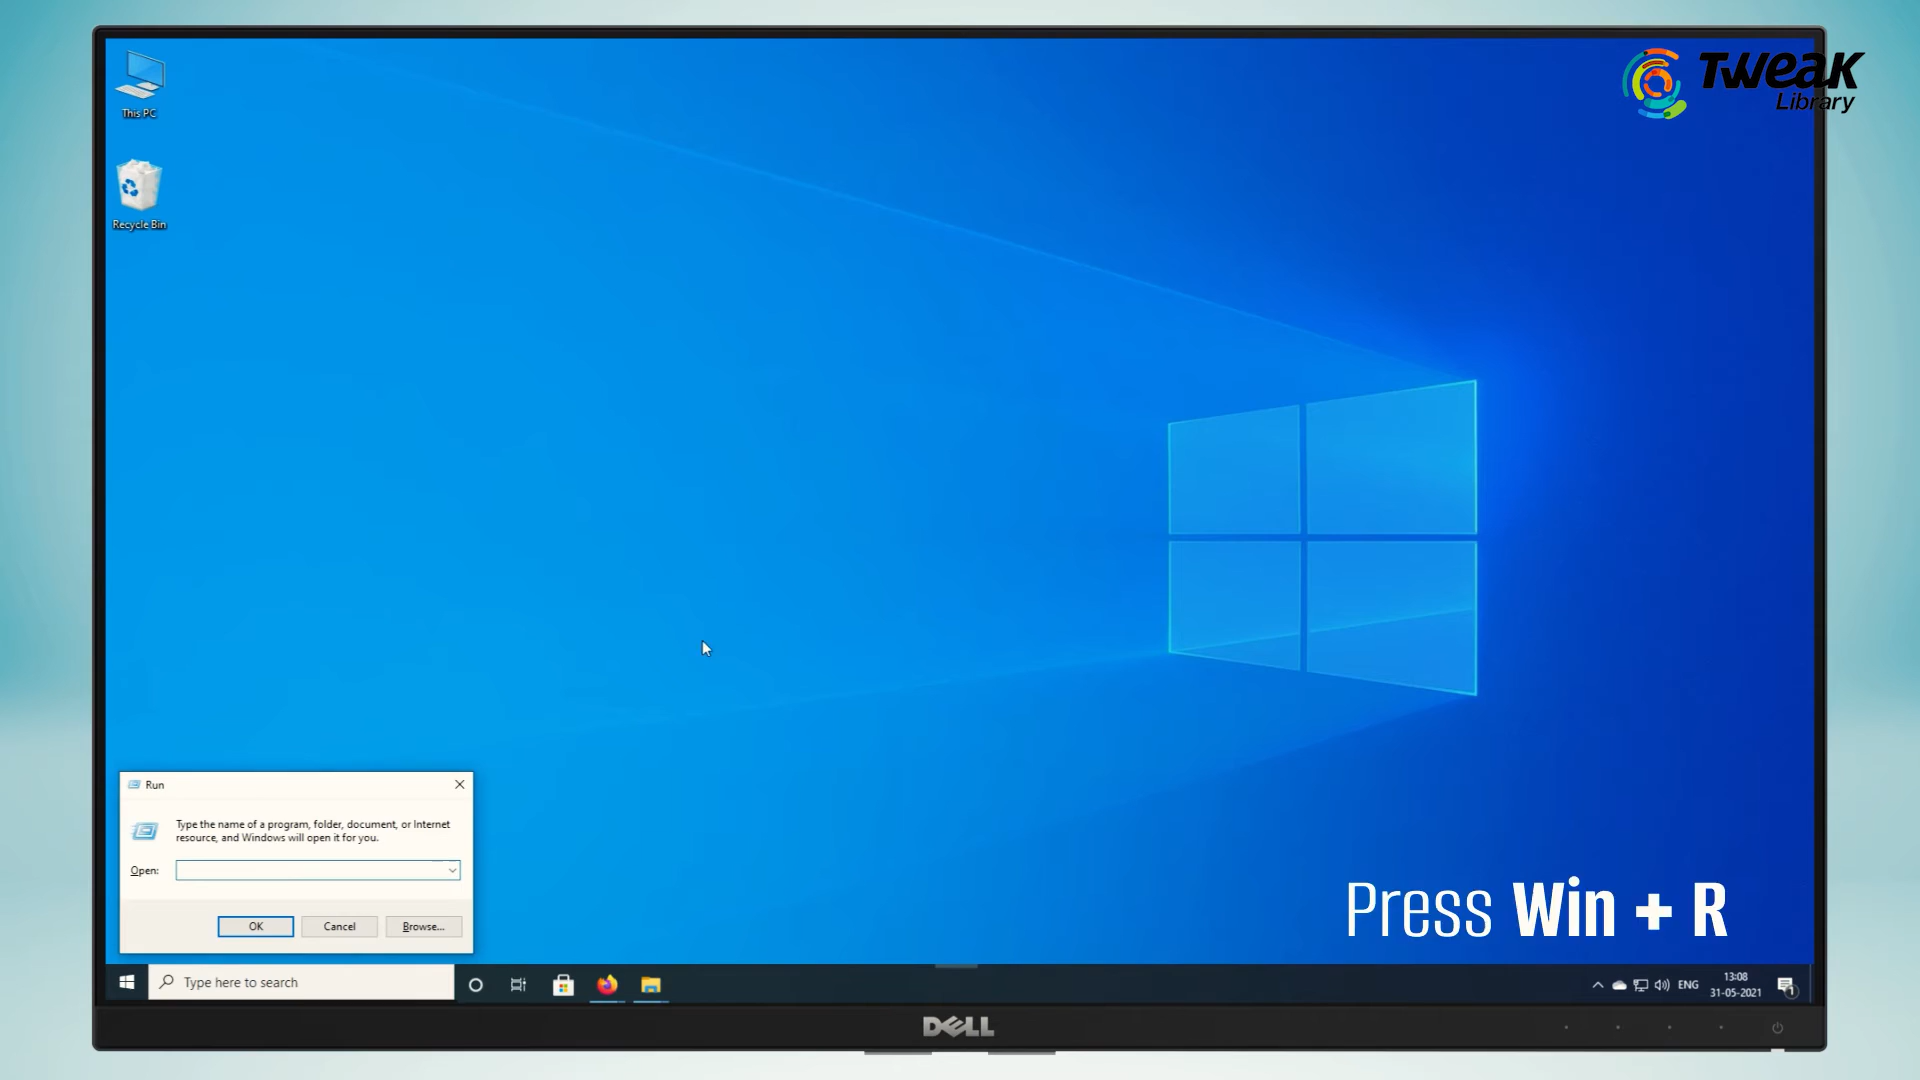 This PC
TWEAK
Library
Recycle Bin
Run
Type the name of a program, folder, document, or Internet
resource, and Windows will open it for you.
Open:
OK
Cancel
Browse...
Press Win + R
Type here to search
ENG
13:08
31-05-2021
1
DELL